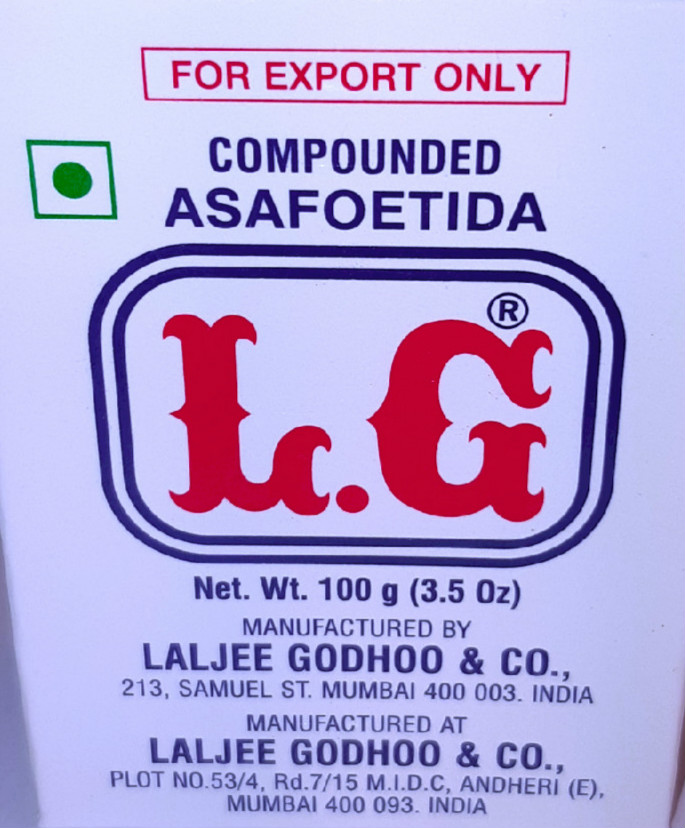 FOR EXPORT ONLY
COMPOUNDED
ASAFOETIDA
L.G ®
Net. Wt. 100 g (3.5 Oz)
MANUFACTURED BY
LALJEE GODHOO & CO.,
213, SAMUEL ST. MUMBAI 400 003. INDIA
MANUFACTURED AT
LALJEE GODHOO & CO.,
PLOT NO.53/4, Rd.7/15 M.I.D.C, ANDHERI (E),
MUMBAI 400 093. INDIA